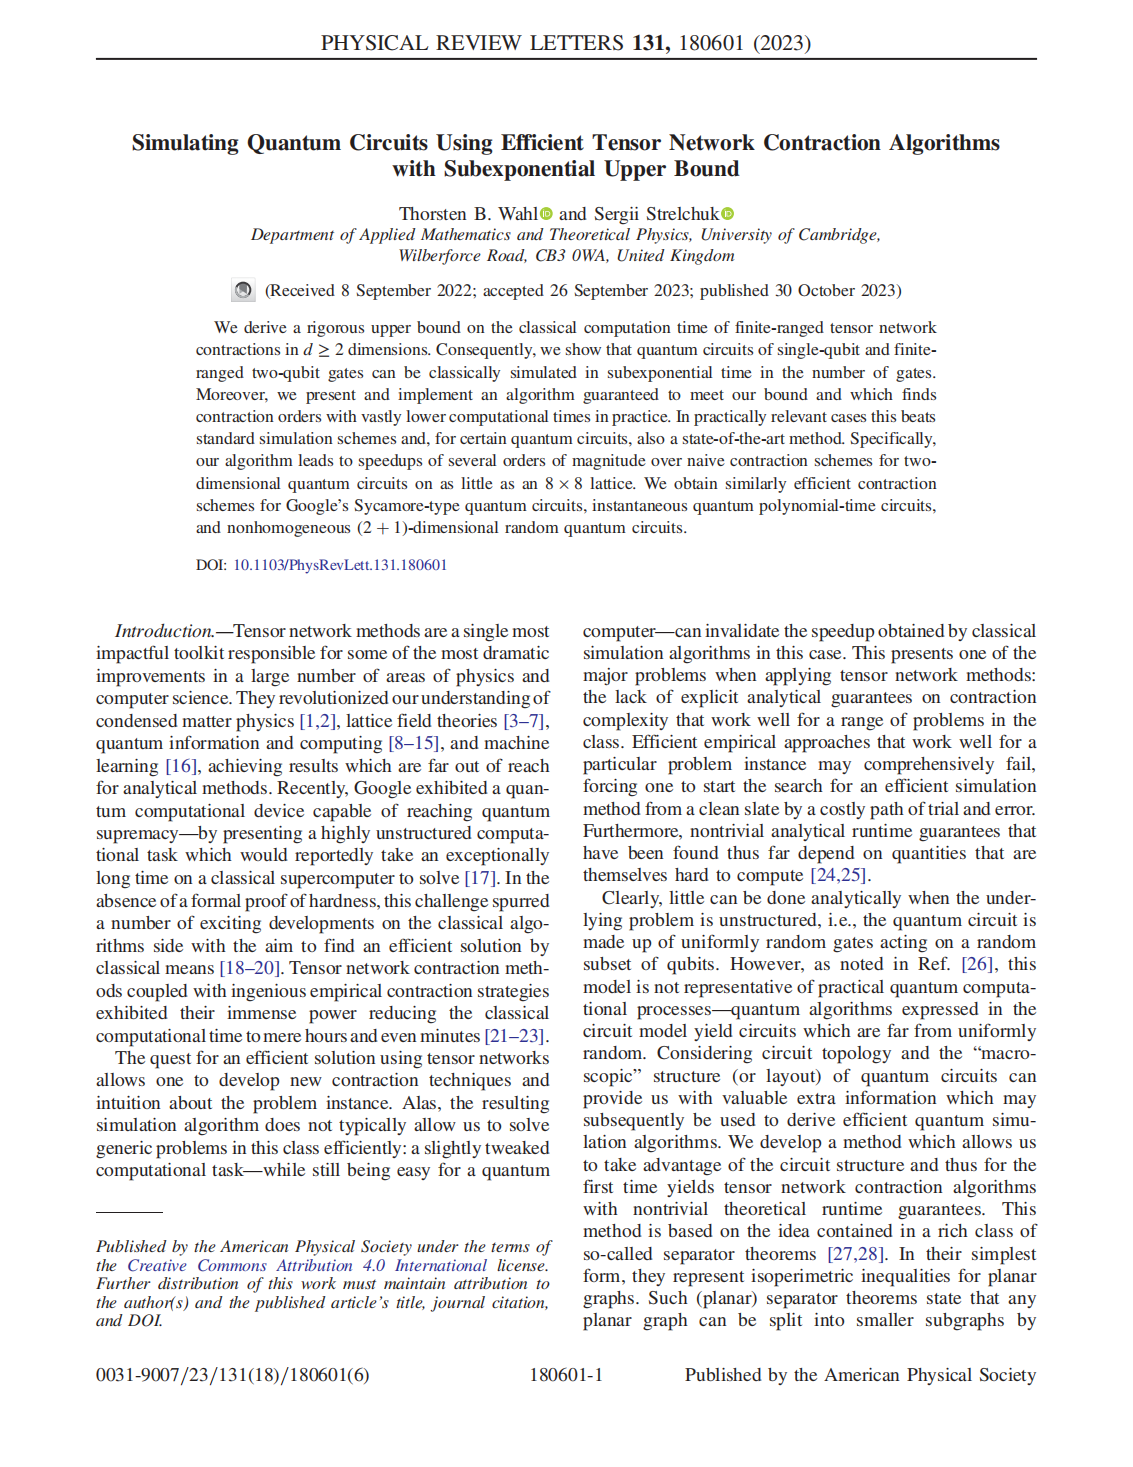 PHYSICAL REVIEW LETTERS 131, 180601 (2023)
Simulating Quantum Circuits Using Efficient Tensor Network Contraction Algorithms
with Subexponential Upper Bound
Thorsten B. Wahl and Sergii Strelchuk
Department of Applied Mathematics and Theoretical Physics, University of Cambridge,
Wilberforce Road, CB3 0WA, United Kingdom
(Received 8 September 2022; accepted 26 September 2023; published 30 October 2023)
We derive a rigorous upper bound on the classical computation time of finite-ranged tensor network
contractions in d ≥ 2 dimensions. Consequently, we show that quantum circuits of single-qubit and finite-
ranged two-qubit gates can be classically simulated in subexponential time in the number of gates.
Moreover, we present and implement an algorithm guaranteed to meet our bound and which finds
contraction orders with vastly lower computational times in practice. In practically relevant cases this beats
standard simulation schemes and, for certain quantum circuits, also a state-of-the-art method. Specifically,
our algorithm leads to speedups of several orders of magnitude over naive contraction schemes for two-
dimensional quantum circuits on as little as an 8 × 8 lattice. We obtain similarly efficient contraction
schemes for Google's Sycamore-type quantum circuits, instantaneous quantum polynomial-time circuits,
and nonhomogeneous (2 + 1)-dimensional random quantum circuits.
DOI: 10.1103/PhysRevLett.131.180601
Introduction.—Tensor network methods are a single most
impactful toolkit responsible for some of the most dramatic
improvements in a large number of areas of physics and
computer science. They revolutionized our understanding of
condensed matter physics [1,2], lattice field theories [3–7],
quantum information and computing [8–15], and machine
learning [16], achieving results which are far out of reach
for analytical methods. Recently, Google exhibited a quan-
tum computational device capable of reaching quantum
supremacy—by presenting a highly unstructured computa-
tional task which would reportedly take an exceptionally
long time on a classical supercomputer to solve [17]. In the
absence of a formal proof of hardness, this challenge spurred
a number of exciting developments on the classical algo-
rithms side with the aim to find an efficient solution by
classical means [18–20]. Tensor network contraction meth-
ods coupled with ingenious empirical contraction strategies
exhibited their immense power reducing the classical
computational time to mere hours and even minutes [21–23].
The quest for an efficient solution using tensor networks
allows one to develop new contraction techniques and
intuition about the problem instance. Alas, the resulting
simulation algorithm does not typically allow us to solve
generic problems in this class efficiently: a slightly tweaked
computational task—while still being easy for a quantum
Published by the American Physical Society under the terms of
the Creative Commons Attribution 4.0 International license.
Further distribution of this work must maintain attribution to
the author(s) and the published article's title, journal citation,
and DOI.
computer—can invalidate the speedup obtained by classical
simulation algorithms in this case. This presents one of the
major problems when applying tensor network methods:
the lack of explicit analytical guarantees on contraction
complexity that work well for a range of problems in the
class. Efficient empirical approaches that work well for a
particular problem instance may comprehensively fail,
forcing one to start the search for an efficient simulation
method from a clean slate by a costly path of trial and error.
Furthermore, nontrivial analytical runtime guarantees that
have been found thus far depend on quantities that are
themselves hard to compute [24,25].
Clearly, little can be done analytically when the under-
lying problem is unstructured, i.e., the quantum circuit is
made up of uniformly random gates acting on a random
subset of qubits. However, as noted in Ref. [26], this
model is not representative of practical quantum computa-
tional processes—quantum algorithms expressed in the
circuit model yield circuits which are far from uniformly
random. Considering circuit topology and the “macro-
scopic” structure (or layout) of quantum circuits can
provide us with valuable extra information which may
subsequently be used to derive efficient quantum simu-
lation algorithms. We develop a method which allows us
to take advantage of the circuit structure and thus for the
first time yields tensor network contraction algorithms
with nontrivial theoretical runtime guarantees. This
method is based on the idea contained in a rich class of
so-called separator theorems [27,28]. In their simplest
form, they represent isoperimetric inequalities for planar
graphs. Such (planar) separator theorems state that any
planar graph can be split into smaller subgraphs by
0031-9007/23/131(18)/180601(6)
180601-1
Published by the American Physical Society